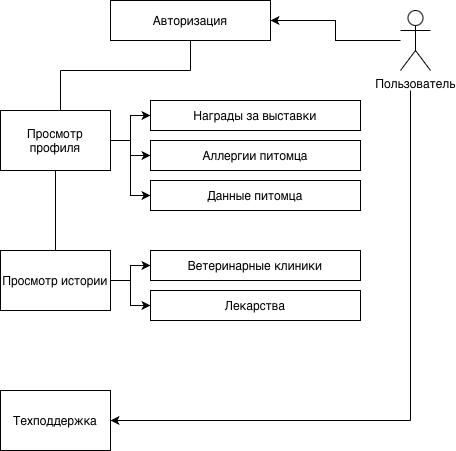 Авторизация
Пользователь
Просмотр
профиля
Награды за выставки
Аллергии питомца
Данные питомца
Просмотр истории
Ветеринарные клиники
Лекарства
Техподдержка